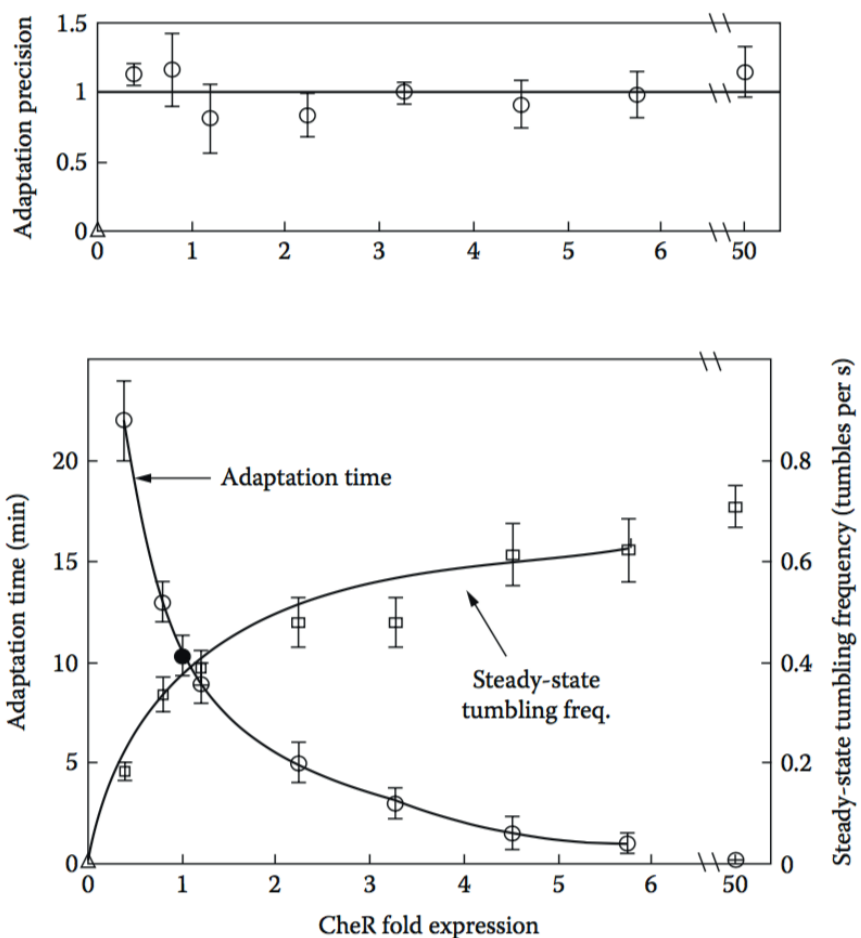 Adaptation precision
1.5
1
0.5
0
0 1 2 3 4 5 6 50
Adaptation time (min)
20
15
10
5
0
Adaptation time
Steady-state
tumbling freq.
0.8
0.6
0.4
0.2
0
Steady-state tumbling frequency (tumbles per s)
0 1 2 3 4 5 6 50
CheR fold expression